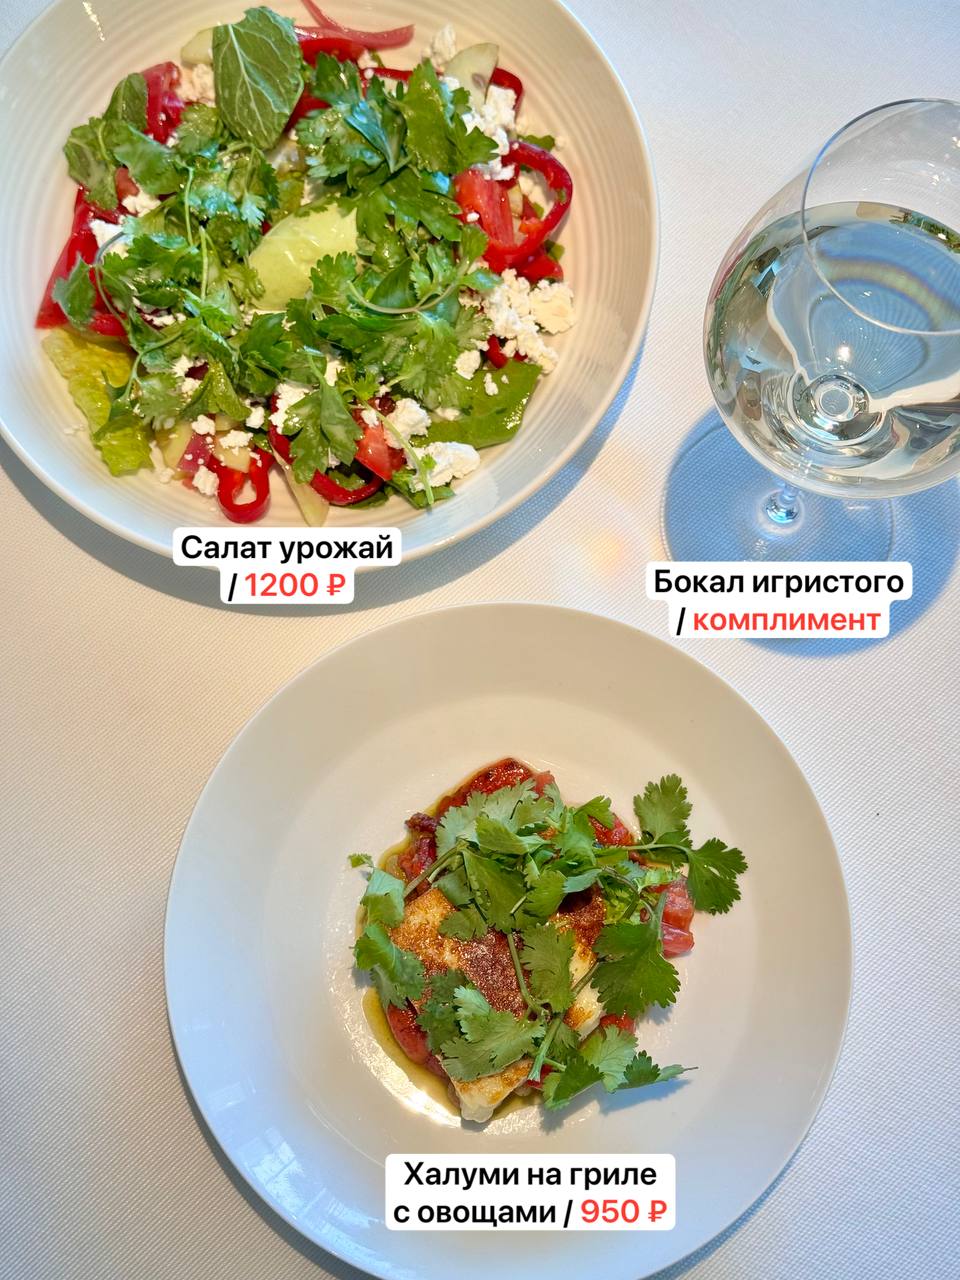 Салат урожай
/ 1200 ₽
Бокал игристого
/ комплимент
Халуми на гриле
с овощами / 950 ₽